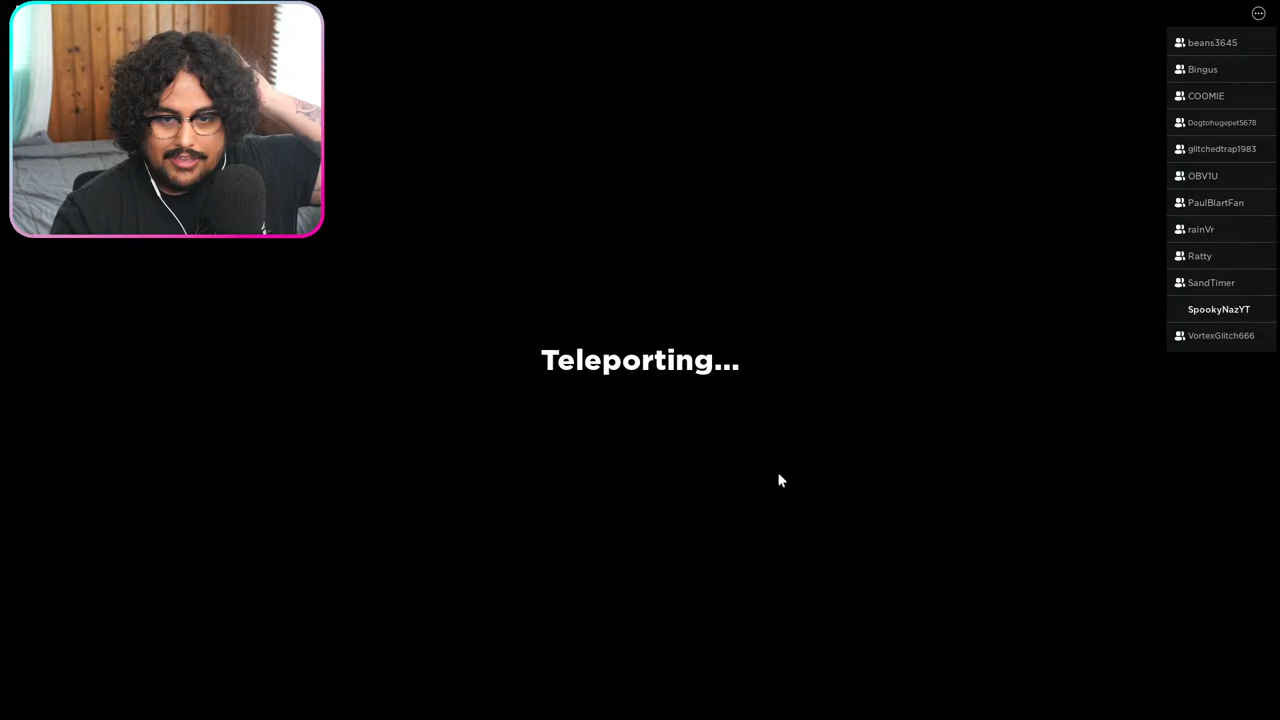 beans3645
Bingus
COOMIE
Dogtohugepet5678
glitchedtrap1983
OBV1U
PaulBlartFan
rainVr
Ratty
SandTimer
SpookyNazYT
VortexGlitch666
Teleporting...